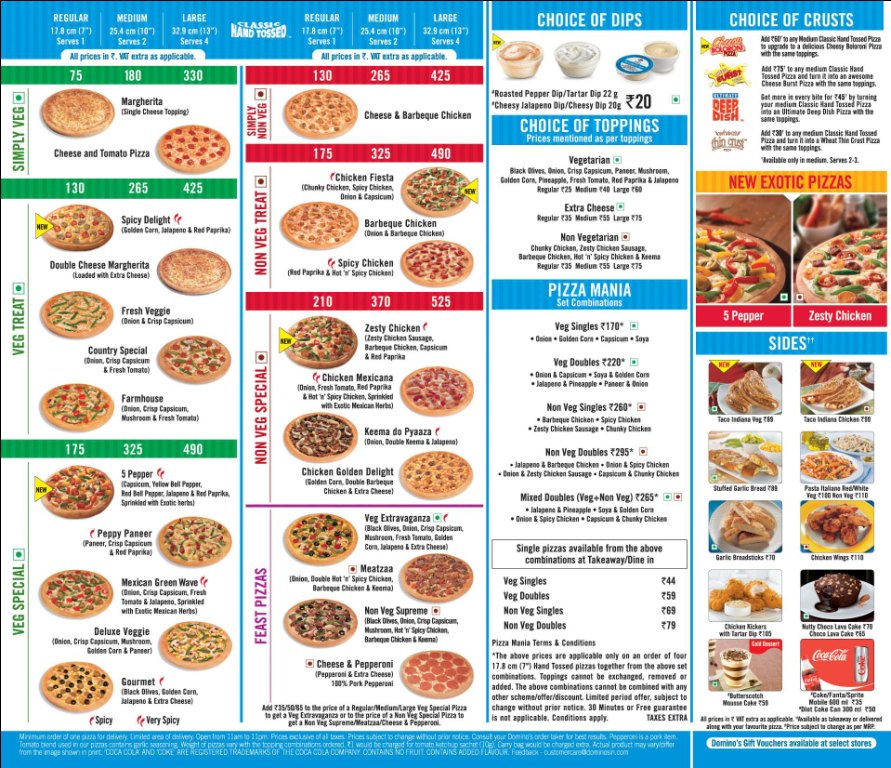 REGULAR MEDIUM LARGE
17.8 cm (7") 25.4 cm (10") 32.9 cm (13")
Serves 1 Serves 2 Serves 4
All prices in ₹. VAT extra as applicable.
CLASSIC
HAND TOSSED
REGULAR MEDIUM LARGE
17.8 cm (7") 25.4 cm (10") 32.9 cm (13")
Serves 1 Serves 2 Serves 4
All prices in ₹. VAT extra as applicable.
75 180 330
SIMPLY VEG
Margherita
(Single Cheese Topping)
Cheese and Tomato Pizza
130 265 425
VEG TREAT
NEW
Spicy Delight
(Golden Corn, Jalapeno & Red Paprika)
Double Cheese Margherita
(Loaded with Extra Cheese)
Fresh Veggie
(Onion & Crisp Capsicum)
Country Special
(Onion, Crisp Capsicum
& Fresh Tomato)
Farmhouse
(Onion, Crisp Capsicum,
Mushroom & Fresh Tomato)
175 325 490
VEG SPECIAL
NEW
5 Pepper
(Capsicum, Yellow Bell Pepper,
Red Bell Pepper, Jalapeno & Red Paprika,
Sprinkled with Exotic herbs)
Peppy Paneer
(Paneer, Crisp Capsicum
& Red Paprika)
Mexican Green Wave
(Onion, Crisp Capsicum, Fresh
Tomato & Jalapeno, Sprinkled
with Exotic Mexican Herbs)
Deluxe Veggie
(Onion, Crisp Capsicum, Mushroom,
Golden Corn & Paneer)
Gourmet
(Black Olives, Golden Corn,
Jalapeno & Extra Cheese)
Spicy Very Spicy
130 265 425
SIMPLY
NON VEG
Cheese & Barbeque Chicken
175 325 490
NON VEG TREAT
Chicken Fiesta
(Chunky Chicken, Spicy Chicken,
Onion & Capsicum)
NEW
Barbeque Chicken
(Onion & Barbeque Chicken)
Spicy Chicken
(Red Paprika & Hot 'n' Spicy Chicken)
210 370 525
NON VEG SPECIAL
NEW
Zesty Chicken
(Zesty Chicken Sausage,
Barbeque Chicken, Capsicum
& Red Paprika
Chicken Mexicana
(Onion, Fresh Tomato, Red Paprika
& Hot 'n' Spicy Chicken, Sprinkled
with Exotic Mexican Herbs)
Keema do Pyaaza
(Onion, Double Keema & Jalapeno)
Chicken Golden Delight
(Golden Corn, Double Barbeque
Chicken & Extra Cheese)
FEAST PIZZAS
Veg Extravaganza
(Black Olives, Onion, Crisp Capsicum,
Mushroom, Fresh Tomato, Golden
Corn, Jalapeno & Extra Cheese)
Meatzaa
(Onion, Double Hot 'n' Spicy Chicken,
Barbeque Chicken & Keema)
Non Veg Supreme
(Black Olives, Onion, Crisp Capsicum,
Mushroom, Hot 'n' Spicy Chicken,
Barbeque Chicken & Keema)
Cheese & Pepperoni
(Pepperoni & Extra Cheese)
100% Pork Pepperoni
Add ₹35/50/65 to the price of a Regular/Medium/Large Veg Special Pizza
to get a Veg Extravaganza or to the price of a Non Veg Special Pizza to
get a Non Veg Supreme/Meatzaa/Cheese & Pepperoni.
CHOICE OF DIPS
NEW
#Roasted Pepper Dip/Tartar Dip 22 g
#Cheesy Jalapeno Dip/Cheesy Dip 20g
₹20
CHOICE OF TOPPINGS
Prices mentioned as per toppings
Vegetarian
Black Olives, Onion, Crisp Capsicum, Paneer, Mushroom,
Golden Corn, Pineapple, Fresh Tomato, Red Paprika & Jalapeno
Regular ₹25 Medium ₹40 Large ₹60
Extra Cheese
Regular ₹35 Medium ₹55 Large ₹75
Non Vegetarian
Chunky Chicken, Zesty Chicken Sausage,
Barbeque Chicken, Hot 'n' Spicy Chicken & Keema
Regular ₹35 Medium ₹55 Large ₹75
PIZZA MANIA
Set Combinations
Veg Singles ₹170*
• Onion • Golden Corn • Capsicum • Soya
Veg Doubles ₹220*
• Onion & Capsicum • Soya & Golden Corn
• Jalapeno & Pineapple • Paneer & Onion
Non Veg Singles ₹260*
• Barbeque Chicken • Spicy Chicken
• Zesty Chicken Sausage • Chunky Chicken
Non Veg Doubles ₹295*
• Jalapeno & Barbeque Chicken • Onion & Spicy Chicken
• Onion & Zesty Chicken Sausage • Capsicum & Chunky Chicken
Mixed Doubles (Veg+Non Veg) ₹265*
• Jalapeno & Pineapple • Soya & Golden Corn
• Onion & Spicy Chicken • Capsicum & Chunky Chicken
Single pizzas available from the above
combinations at Takeaway/Dine in
Veg Singles ₹44
Veg Doubles ₹59
Non Veg Singles ₹69
Non Veg Doubles ₹79
Pizza Mania Terms & Conditions
*The above prices are applicable only on an order of four
17.8 cm (7") Hand Tossed pizzas together from the above set
combinations. Toppings cannot be exchanged, removed or
added. The above combinations cannot be combined with any
other scheme/offer/discount. Limited period offer, subject to
change without prior notice. 30 Minutes or Free guarantee
is not applicable. Conditions apply. TAXES EXTRA
CHOICE OF CRUSTS
NEW
Cheesy
BOLORONI
PIZZA
Add ₹60† to any Medium Classic Hand Tossed Pizza
to upgrade to a delicious Cheesy Boloroni Pizza
with the same toppings.
Cheese
BURST
Add ₹75† to any medium Classic Hand
Tossed Pizza and turn it into an awesome
Cheese Burst Pizza with the same toppings.
ULTIMATE
DEEP
DISH
Get more in every bite for ₹45† by turning
your medium Classic Hand Tossed Pizza
into an Ultimate Deep Dish Pizza with the
same toppings.
wheat
thin crust
Add ₹30† to any medium Classic Hand Tossed
Pizza and turn it into a Wheat Thin Crust Pizza
with the same toppings.
†Available only in medium. Serves 2-3.
NEW EXOTIC PIZZAS
5 Pepper Zesty Chicken
SIDES††
NEW NEW
Taco Indiana Veg ₹89 Taco Indiana Chicken ₹99
Stuffed Garlic Bread ₹89 Pasta Italiano Red/White
Veg ₹100 Non Veg ₹110
Garlic Breadsticks ₹70 Chicken Wings ₹110
Chicken Kickers
with Tartar Dip ₹105
Nutty Choco Lava Cake ₹70
Choco Lava Cake ₹65
Cold Dessert
#Butterscotch
Mousse Cake ₹59
Coca-Cola
#Coke/Fanta/Sprite
Mobile 600 ml ₹35
#Diet Coke Can 300 ml ₹50
All prices in ₹ VAT extra as applicable. ††Available as takeaway or delivered
along with your favourite pizza. #Price subject to change as per MRP.
Domino's Gift Vouchers available at select stores
Minimum order of one pizza for delivery. Limited area of delivery. Open from 11am to 11pm. Prices exclusive of all taxes. Prices subject to change without prior notice. Consult your Domino's order taker for best results. Pepperoni is a pork item.
Tomato blend used in our pizzas contains garlic seasoning. Weight of pizzas vary with the topping combinations ordered. ₹1 would be charged for tomato ketchup sachet (10g). Carry bag would be charged extra. Actual product may vary/differ
from the image shown in print. 'COCA COLA' AND 'COKE' ARE REGISTERED TRADEMARKS OF THE COCA COLA COMPANY. CONTAINS NO FRUIT. CONTAINS ADDED FLAVOUR. Feedback - customercare@dominosin.com